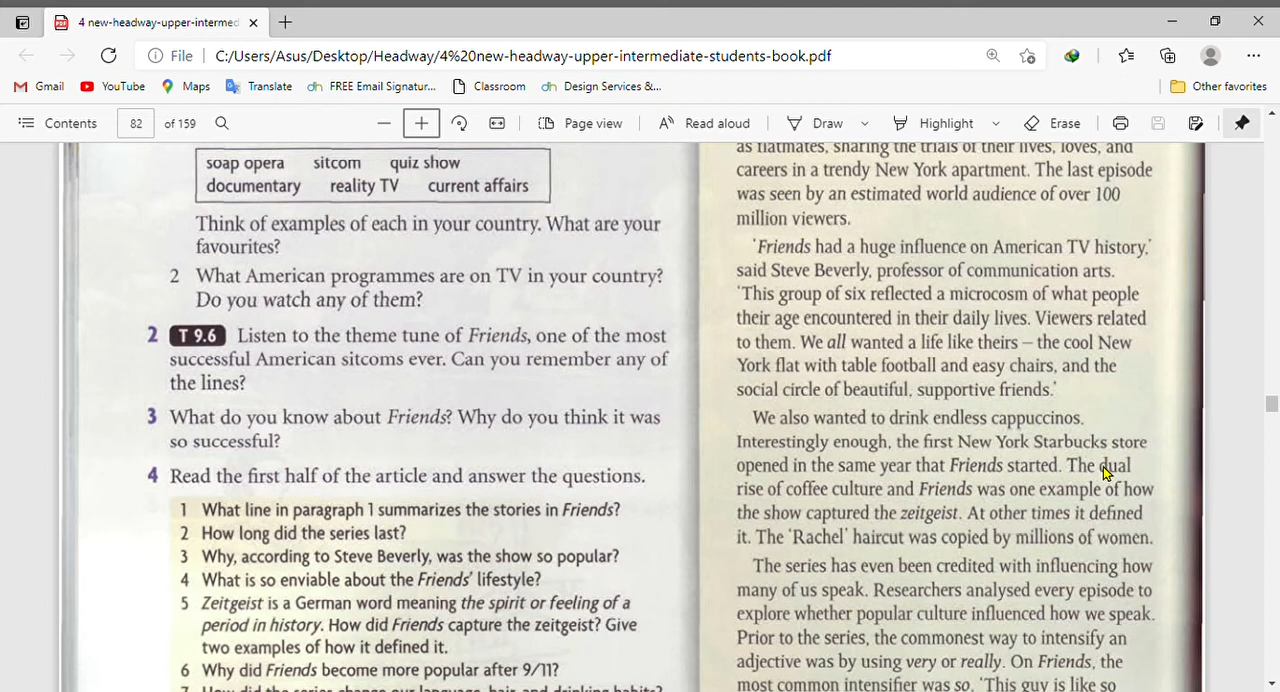 4 new-headway-upper-intermed
File C:/Users/Asus/Desktop/Headway/4%20new-headway-upper-intermediate-students-book.pdf
Gmail YouTube Maps Translate FREE Email Signatur... Classroom Design Services &... Other favorites
Contents 82 of 159 Page view Read aloud Draw Highlight Erase
soap opera sitcom quiz show
documentary reality TV current affairs
Think of examples of each in your country. What are your
favourites?
2 What American programmes are on TV in your country?
Do you watch any of them?
2 T 9.6 Listen to the theme tune of Friends, one of the most
successful American sitcoms ever. Can you remember any of
the lines?
3 What do you know about Friends? Why do you think it was
so successful?
4 Read the first half of the article and answer the questions.
1 What line in paragraph 1 summarizes the stories in Friends?
2 How long did the series last?
3 Why, according to Steve Beverly, was the show so popular?
4 What is so enviable about the Friends' lifestyle?
5 Zeitgeist is a German word meaning the spirit or feeling of a
period in history. How did Friends capture the zeitgeist? Give
two examples of how it defined it.
6 Why did Friends become more popular after 9/11?
7 How did the series change our language, hair, and drinking habits?
as flatmates, sharing the trials of their lives, loves, and
careers in a trendy New York apartment. The last episode
was seen by an estimated world audience of over 100
million viewers.
'Friends had a huge influence on American TV history,'
said Steve Beverly, professor of communication arts.
'This group of six reflected a microcosm of what people
their age encountered in their daily lives. Viewers related
to them. We all wanted a life like theirs – the cool New
York flat with table football and easy chairs, and the
social circle of beautiful, supportive friends.'
We also wanted to drink endless cappuccinos.
Interestingly enough, the first New York Starbucks store
opened in the same year that Friends started. The dual
rise of coffee culture and Friends was one example of how
the show captured the zeitgeist. At other times it defined
it. The 'Rachel' haircut was copied by millions of women.
The series has even been credited with influencing how
many of us speak. Researchers analysed every episode to
explore whether popular culture influenced how we speak.
Prior to the series, the commonest way to intensify an
adjective was by using very or really. On Friends, the
most common intensifier was so. 'This guy is like so